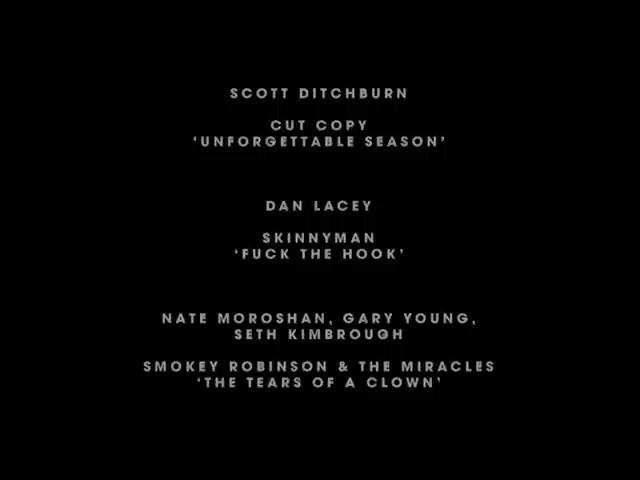 SCOTT DITCHBURN
CUT COPY
‘UNFORGETTABLE SEASON’
DAN LACEY
SKINNYMAN
‘FUCK THE HOOK’
NATE MOROSHAN, GARY YOUNG,
SETH KIMBROUGH
SMOKEY ROBINSON & THE MIRACLES
‘THE TEARS OF A CLOWN’